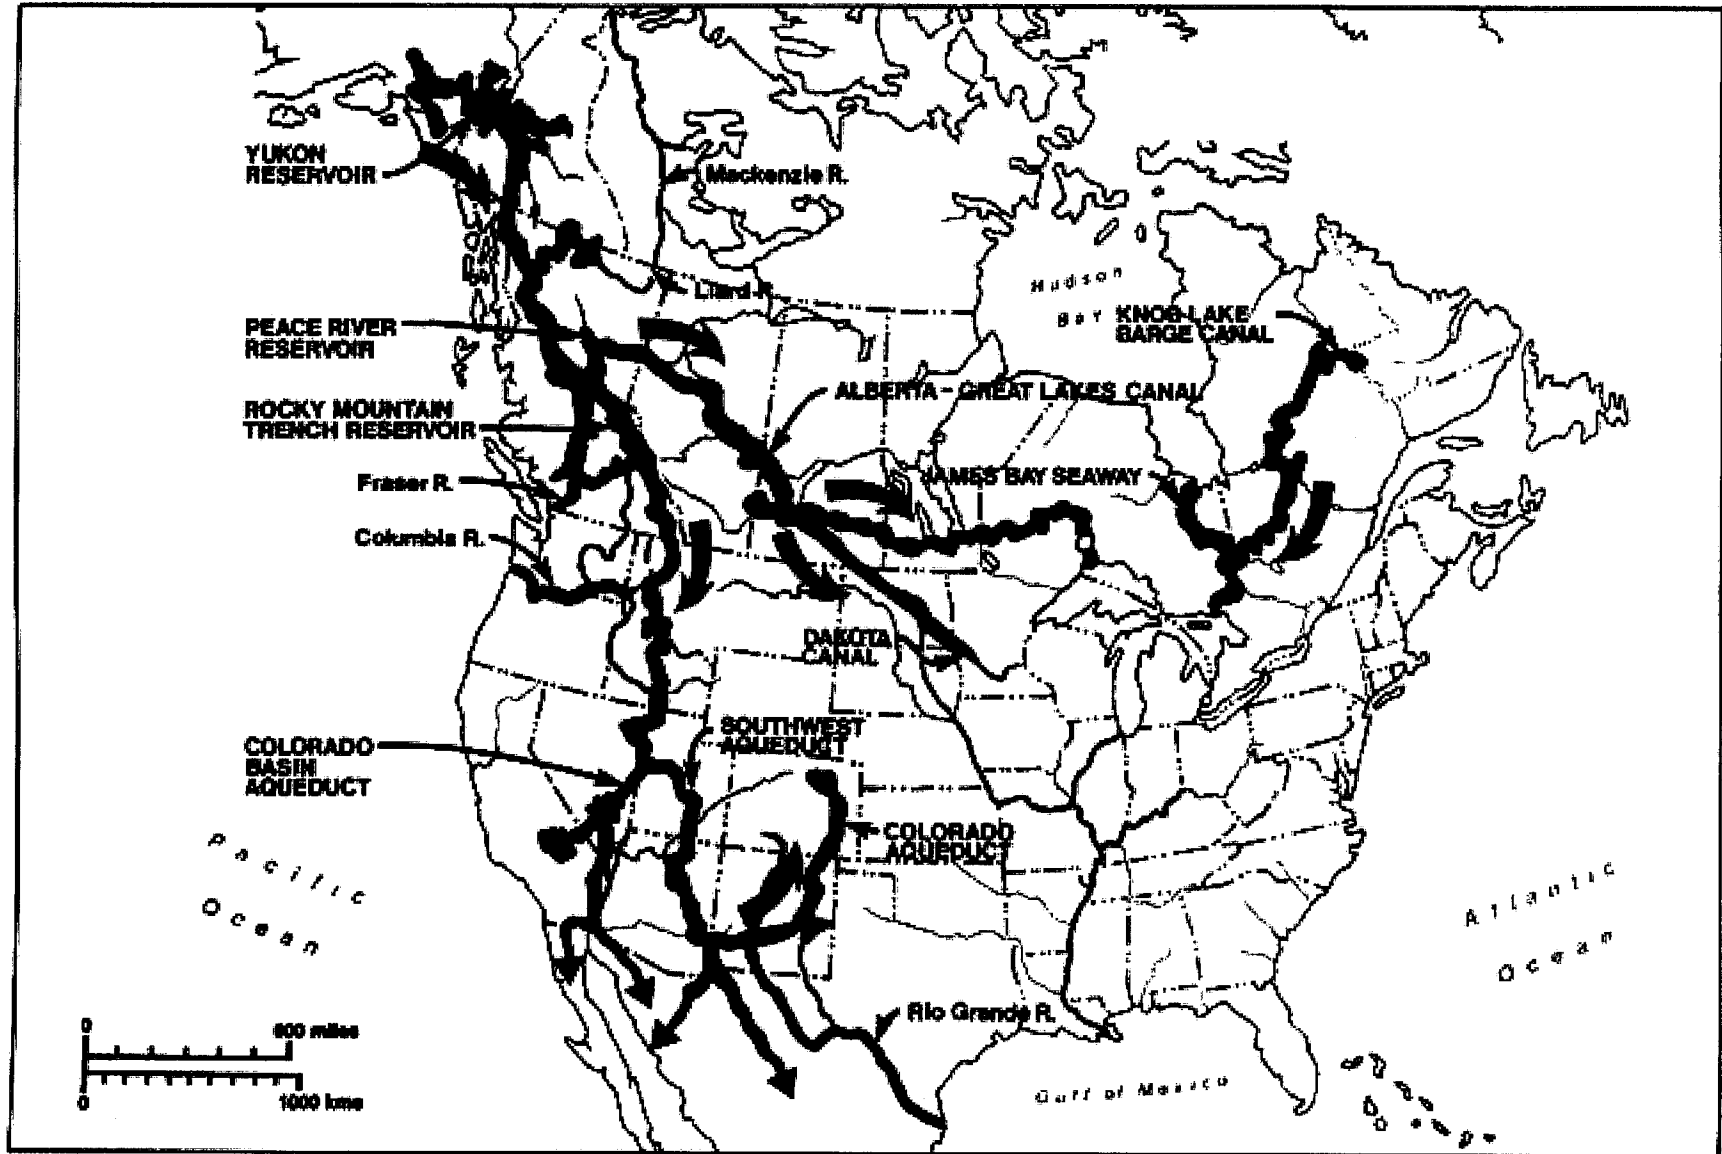 YUKON
RESERVOIR
Mackenzie R.
Liard R.
Hudson
Bay
KNOB LAKE
BARGE CANAL
PEACE RIVER
RESERVOIR
ALBERTA - GREAT LAKES CANAL
ROCKY MOUNTAIN
TRENCH RESERVOIR
JAMES BAY SEAWAY
Fraser R.
Columbia R.
DAKOTA
CANAL
SOUTHWEST
AQUEDUCT
COLORADO
BASIN
AQUEDUCT
COLORADO
AQUEDUCT
Pacific
Ocean
Atlantic
Ocean
Rio Grande R.
Gulf of Mexico
0 600 miles
0 1000 kms